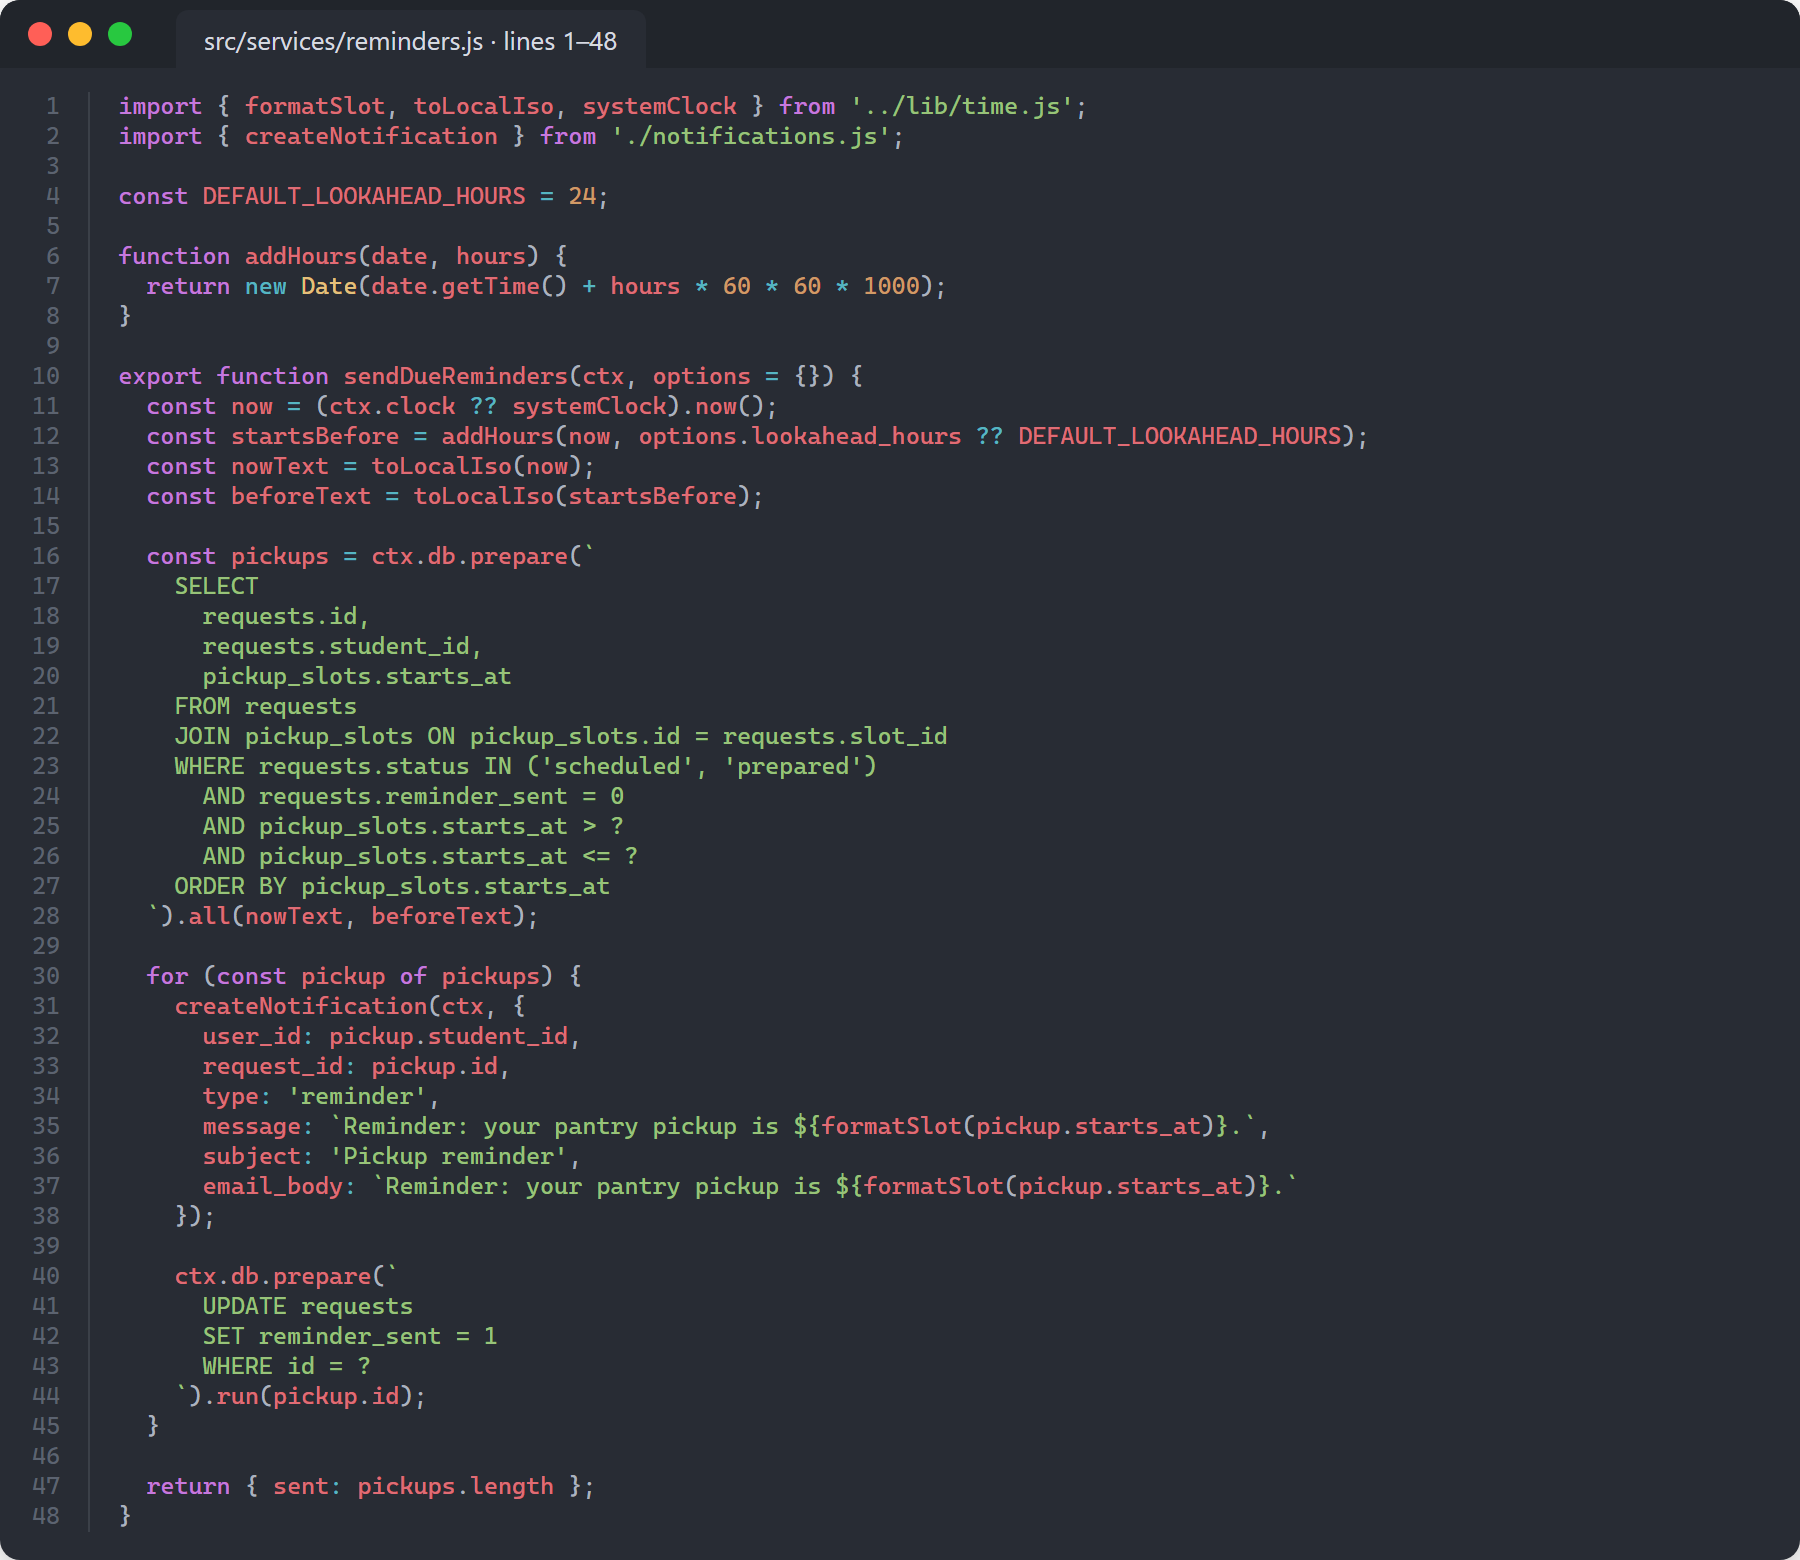 src/services/reminders.js · lines 1–48
1 import { formatSlot, toLocalIso, systemClock } from '../lib/time.js';
2 import { createNotification } from './notifications.js';
3
4 const DEFAULT_LOOKAHEAD_HOURS = 24;
5
6 function addHours(date, hours) {
7   return new Date(date.getTime() + hours * 60 * 60 * 1000);
8 }
9
10 export function sendDueReminders(ctx, options = {}) {
11   const now = (ctx.clock ?? systemClock).now();
12   const startsBefore = addHours(now, options.lookahead_hours ?? DEFAULT_LOOKAHEAD_HOURS);
13   const nowText = toLocalIso(now);
14   const beforeText = toLocalIso(startsBefore);
15
16   const pickups = ctx.db.prepare(`
17     SELECT
18       requests.id,
19       requests.student_id,
20       pickup_slots.starts_at
21     FROM requests
22     JOIN pickup_slots ON pickup_slots.id = requests.slot_id
23     WHERE requests.status IN ('scheduled', 'prepared')
24       AND requests.reminder_sent = 0
25       AND pickup_slots.starts_at > ?
26       AND pickup_slots.starts_at <= ?
27     ORDER BY pickup_slots.starts_at
28   `).all(nowText, beforeText);
29
30   for (const pickup of pickups) {
31     createNotification(ctx, {
32       user_id: pickup.student_id,
33       request_id: pickup.id,
34       type: 'reminder',
35       message: `Reminder: your pantry pickup is ${formatSlot(pickup.starts_at)}.`,
36       subject: 'Pickup reminder',
37       email_body: `Reminder: your pantry pickup is ${formatSlot(pickup.starts_at)}.`
38     });
39
40     ctx.db.prepare(`
41       UPDATE requests
42       SET reminder_sent = 1
43       WHERE id = ?
44     `).run(pickup.id);
45   }
46
47   return { sent: pickups.length };
48 }